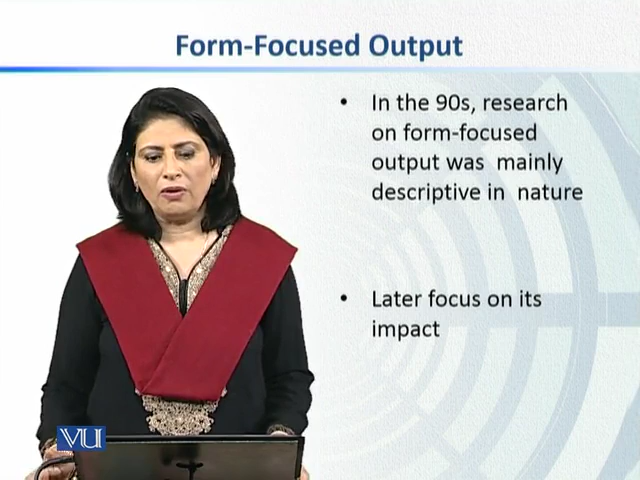 Form-Focused Output
• In the 90s, research
on form-focused
output was mainly
descriptive in nature
• Later focus on its
impact
VU